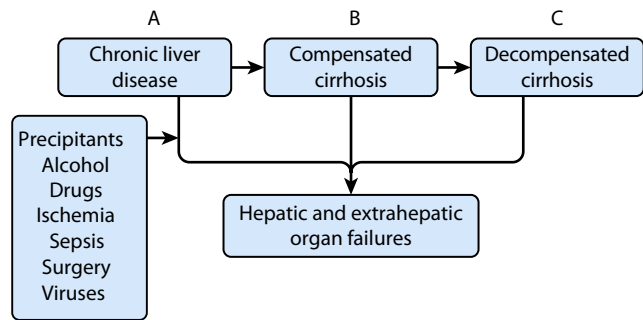 A
B
C
Chronic liver
disease
Compensated
cirrhosis
Decompensated
cirrhosis
Precipitants
Alcohol
Drugs
Ischemia
Sepsis
Surgery
Viruses
Hepatic and extrahepatic
organ failures